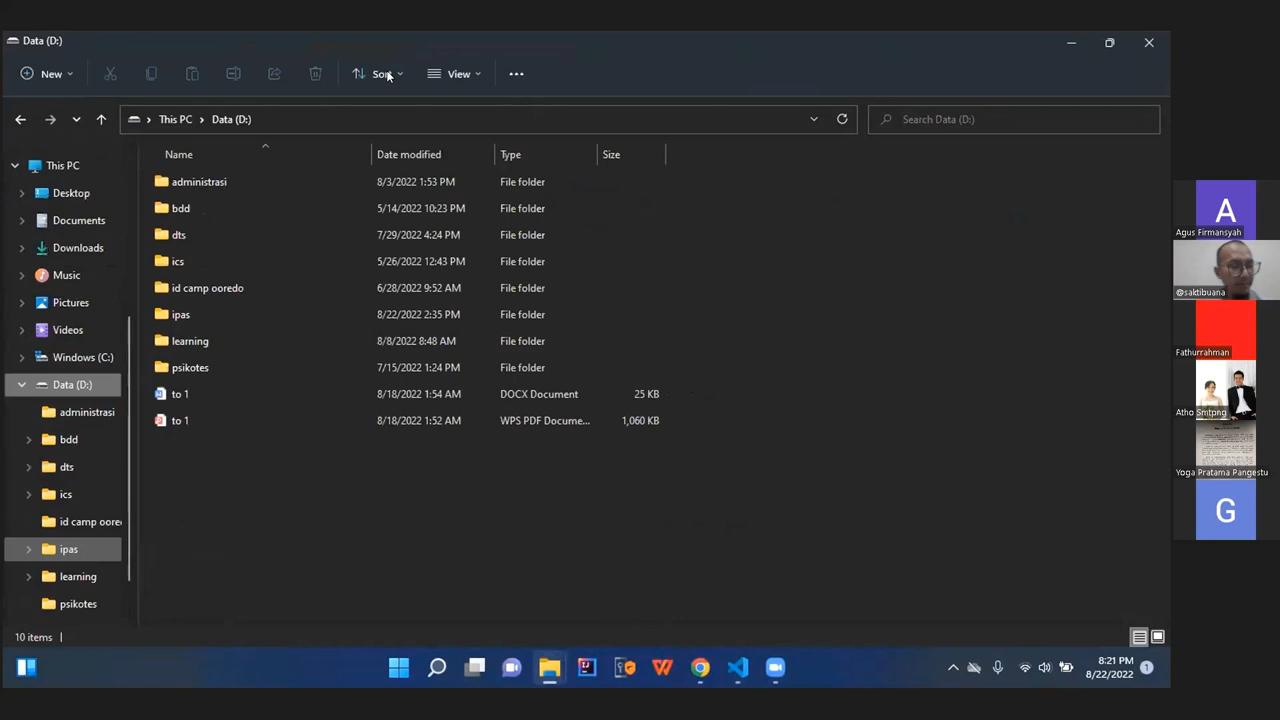 Data (D:)
New
Sort
View
This PC > Data (D:)
Search Data (D:)
Name Date modified Type Size
administrasi 8/3/2022 1:53 PM File folder
bdd 5/14/2022 10:23 PM File folder
dts 7/29/2022 4:24 PM File folder
ics 5/26/2022 12:43 PM File folder
id camp ooredo 6/28/2022 9:52 AM File folder
ipas 8/22/2022 2:35 PM File folder
learning 8/8/2022 8:48 AM File folder
psikotes 7/15/2022 1:24 PM File folder
to 1 8/18/2022 1:54 AM DOCX Document 25 KB
to 1 8/18/2022 1:52 AM WPS PDF Docume... 1,060 KB
This PC
Desktop
Documents
Downloads
Music
Pictures
Videos
Windows (C:)
Data (D:)
administrasi
bdd
dts
ics
id camp oore
ipas
learning
psikotes
10 items
8:21 PM
8/22/2022
1
A
Agus Firmansyah
@saktibuana
Fathurrahman
Atho Smtpng
Yoga Pratama Pangestu
G